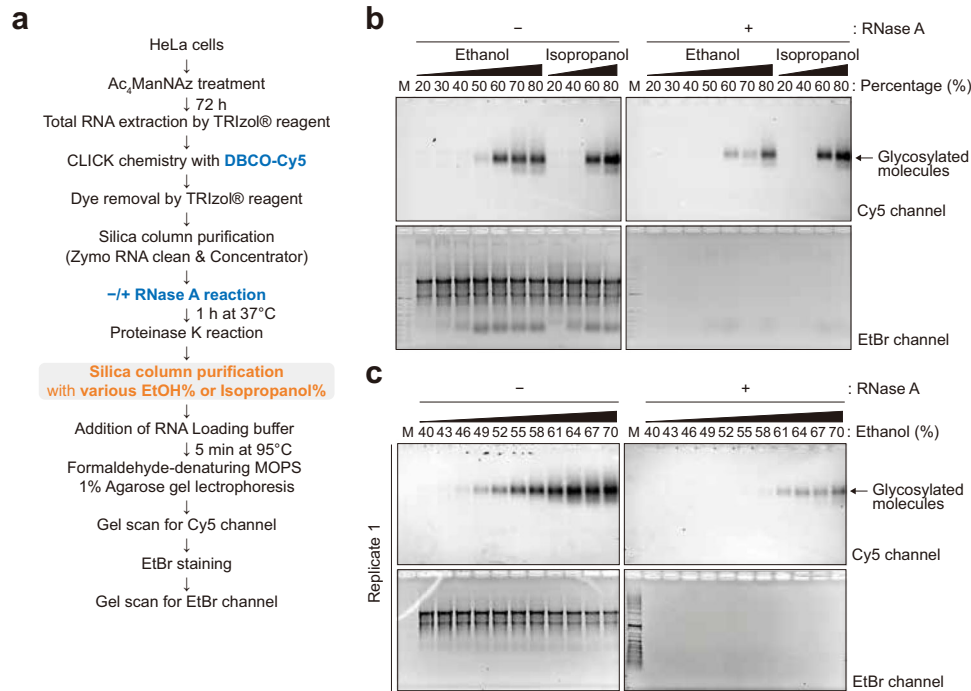 a
HeLa cells
↓
Ac₄ManNAz treatment
↓ 72 h
Total RNA extraction by TRIzol® reagent
↓
CLICK chemistry with DBCO-Cy5
↓
Dye removal by TRIzol® reagent
↓
Silica column purification
(Zymo RNA clean & Concentrator)
↓
−/+ RNase A reaction
↓ 1 h at 37°C
Proteinase K reaction
↓
Silica column purification
with various EtOH% or Isopropanol%
↓
Addition of RNA Loading buffer
↓ 5 min at 95°C
Formaldehyde-denaturing MOPS
1% Agarose gel lectrophoresis
↓
Gel scan for Cy5 channel
↓
EtBr staining
↓
Gel scan for EtBr channel
b
− + : RNase A
Ethanol Isopropanol Ethanol Isopropanol
M 20 30 40 50 60 70 80 20 40 60 80 M 20 30 40 50 60 70 80 20 40 60 80 : Percentage (%)
← Glycosylated
molecules
Cy5 channel
EtBr channel
c
− + : RNase A
M 40 43 46 49 52 55 58 61 64 67 70 M 40 43 46 49 52 55 58 61 64 67 70 : Ethanol (%)
← Glycosylated
molecules
Cy5 channel
Replicate 1
EtBr channel